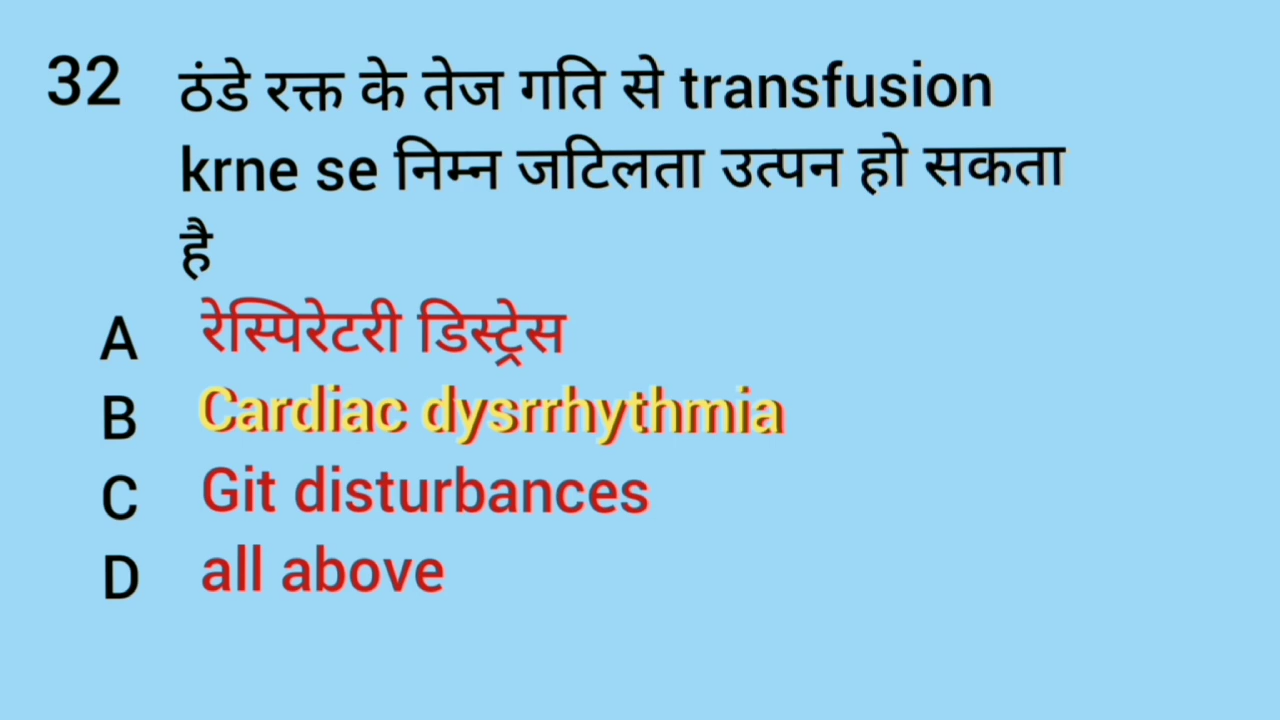 32 ठंडे रक्त के तेज गति से transfusion
krne se निम्न जटिलता उत्पन हो सकता
है
A रेस्पिरेटरी डिस्ट्रेस
B Cardiac dysrrhythmia
C Git disturbances
D all above